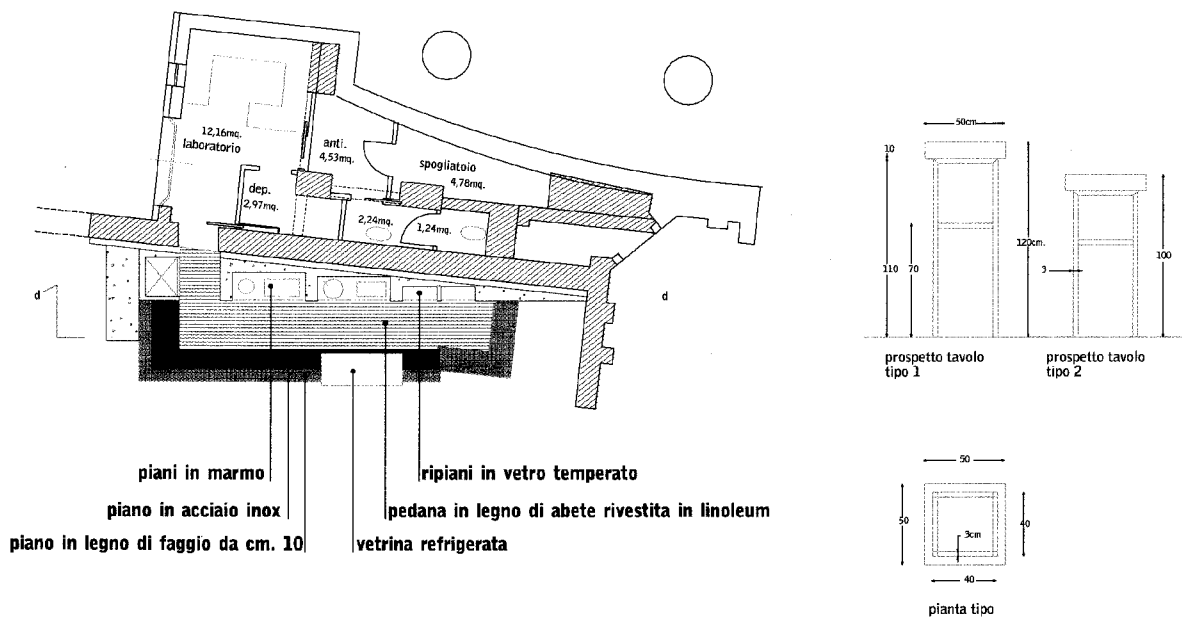 12,16mq.
laboratorio
anti.
4,53mq.
spogliatoio
4,78mq.
dep.
2,97mq.
2,24mq.
1,24mq.
d
d
piani in marmo
ripiani in vetro temperato
piano in acciaio inox
pedana in legno di abete rivestita in linoleum
piano in legno di faggio da cm. 10
vetrina refrigerata
50cm
10
110
70
120cm.
3
100
prospetto tavolo
tipo 1
prospetto tavolo
tipo 2
50
50
40
3cm
40
pianta tipo